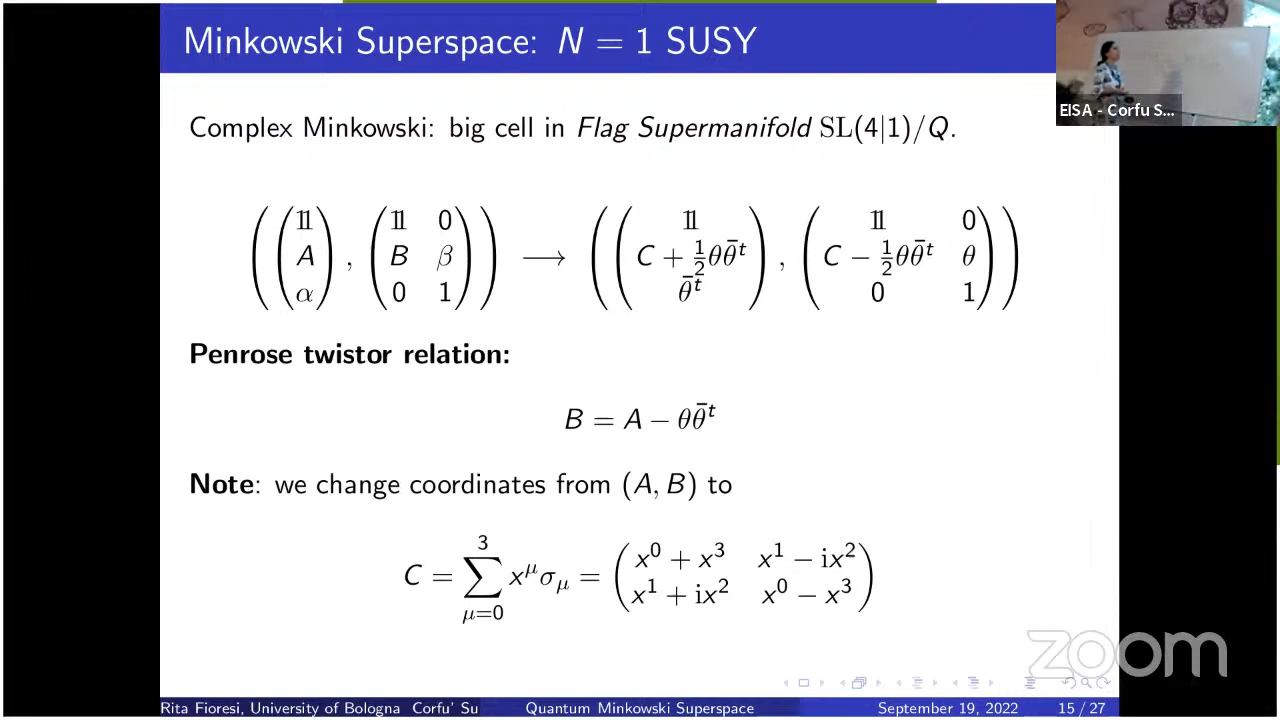 Minkowski Superspace: N = 1 SUSY
EISA - Corfu S...
Complex Minkowski: big cell in Flag Supermanifold SL(4|1)/Q.
( ( 𝟙 A α ) , ( 𝟙 0 B β 0 1 ) ) ⟶ ( ( 𝟙 C + ½θθ̄ᵗ θ̄ᵗ ) , ( 𝟙 0 C − ½θθ̄ᵗ θ 0 1 ) )
Penrose twistor relation:
B = A − θθ̄ᵗ
Note: we change coordinates from (A, B) to
C = ∑_{μ=0}^{3} x^μ σ_μ = ( x⁰ + x³ x¹ − ix² x¹ + ix² x⁰ − x³ )
zoom
Rita Fioresi, University of Bologna Corfu' Su Quantum Minkowski Superspace September 19, 2022 15 / 27